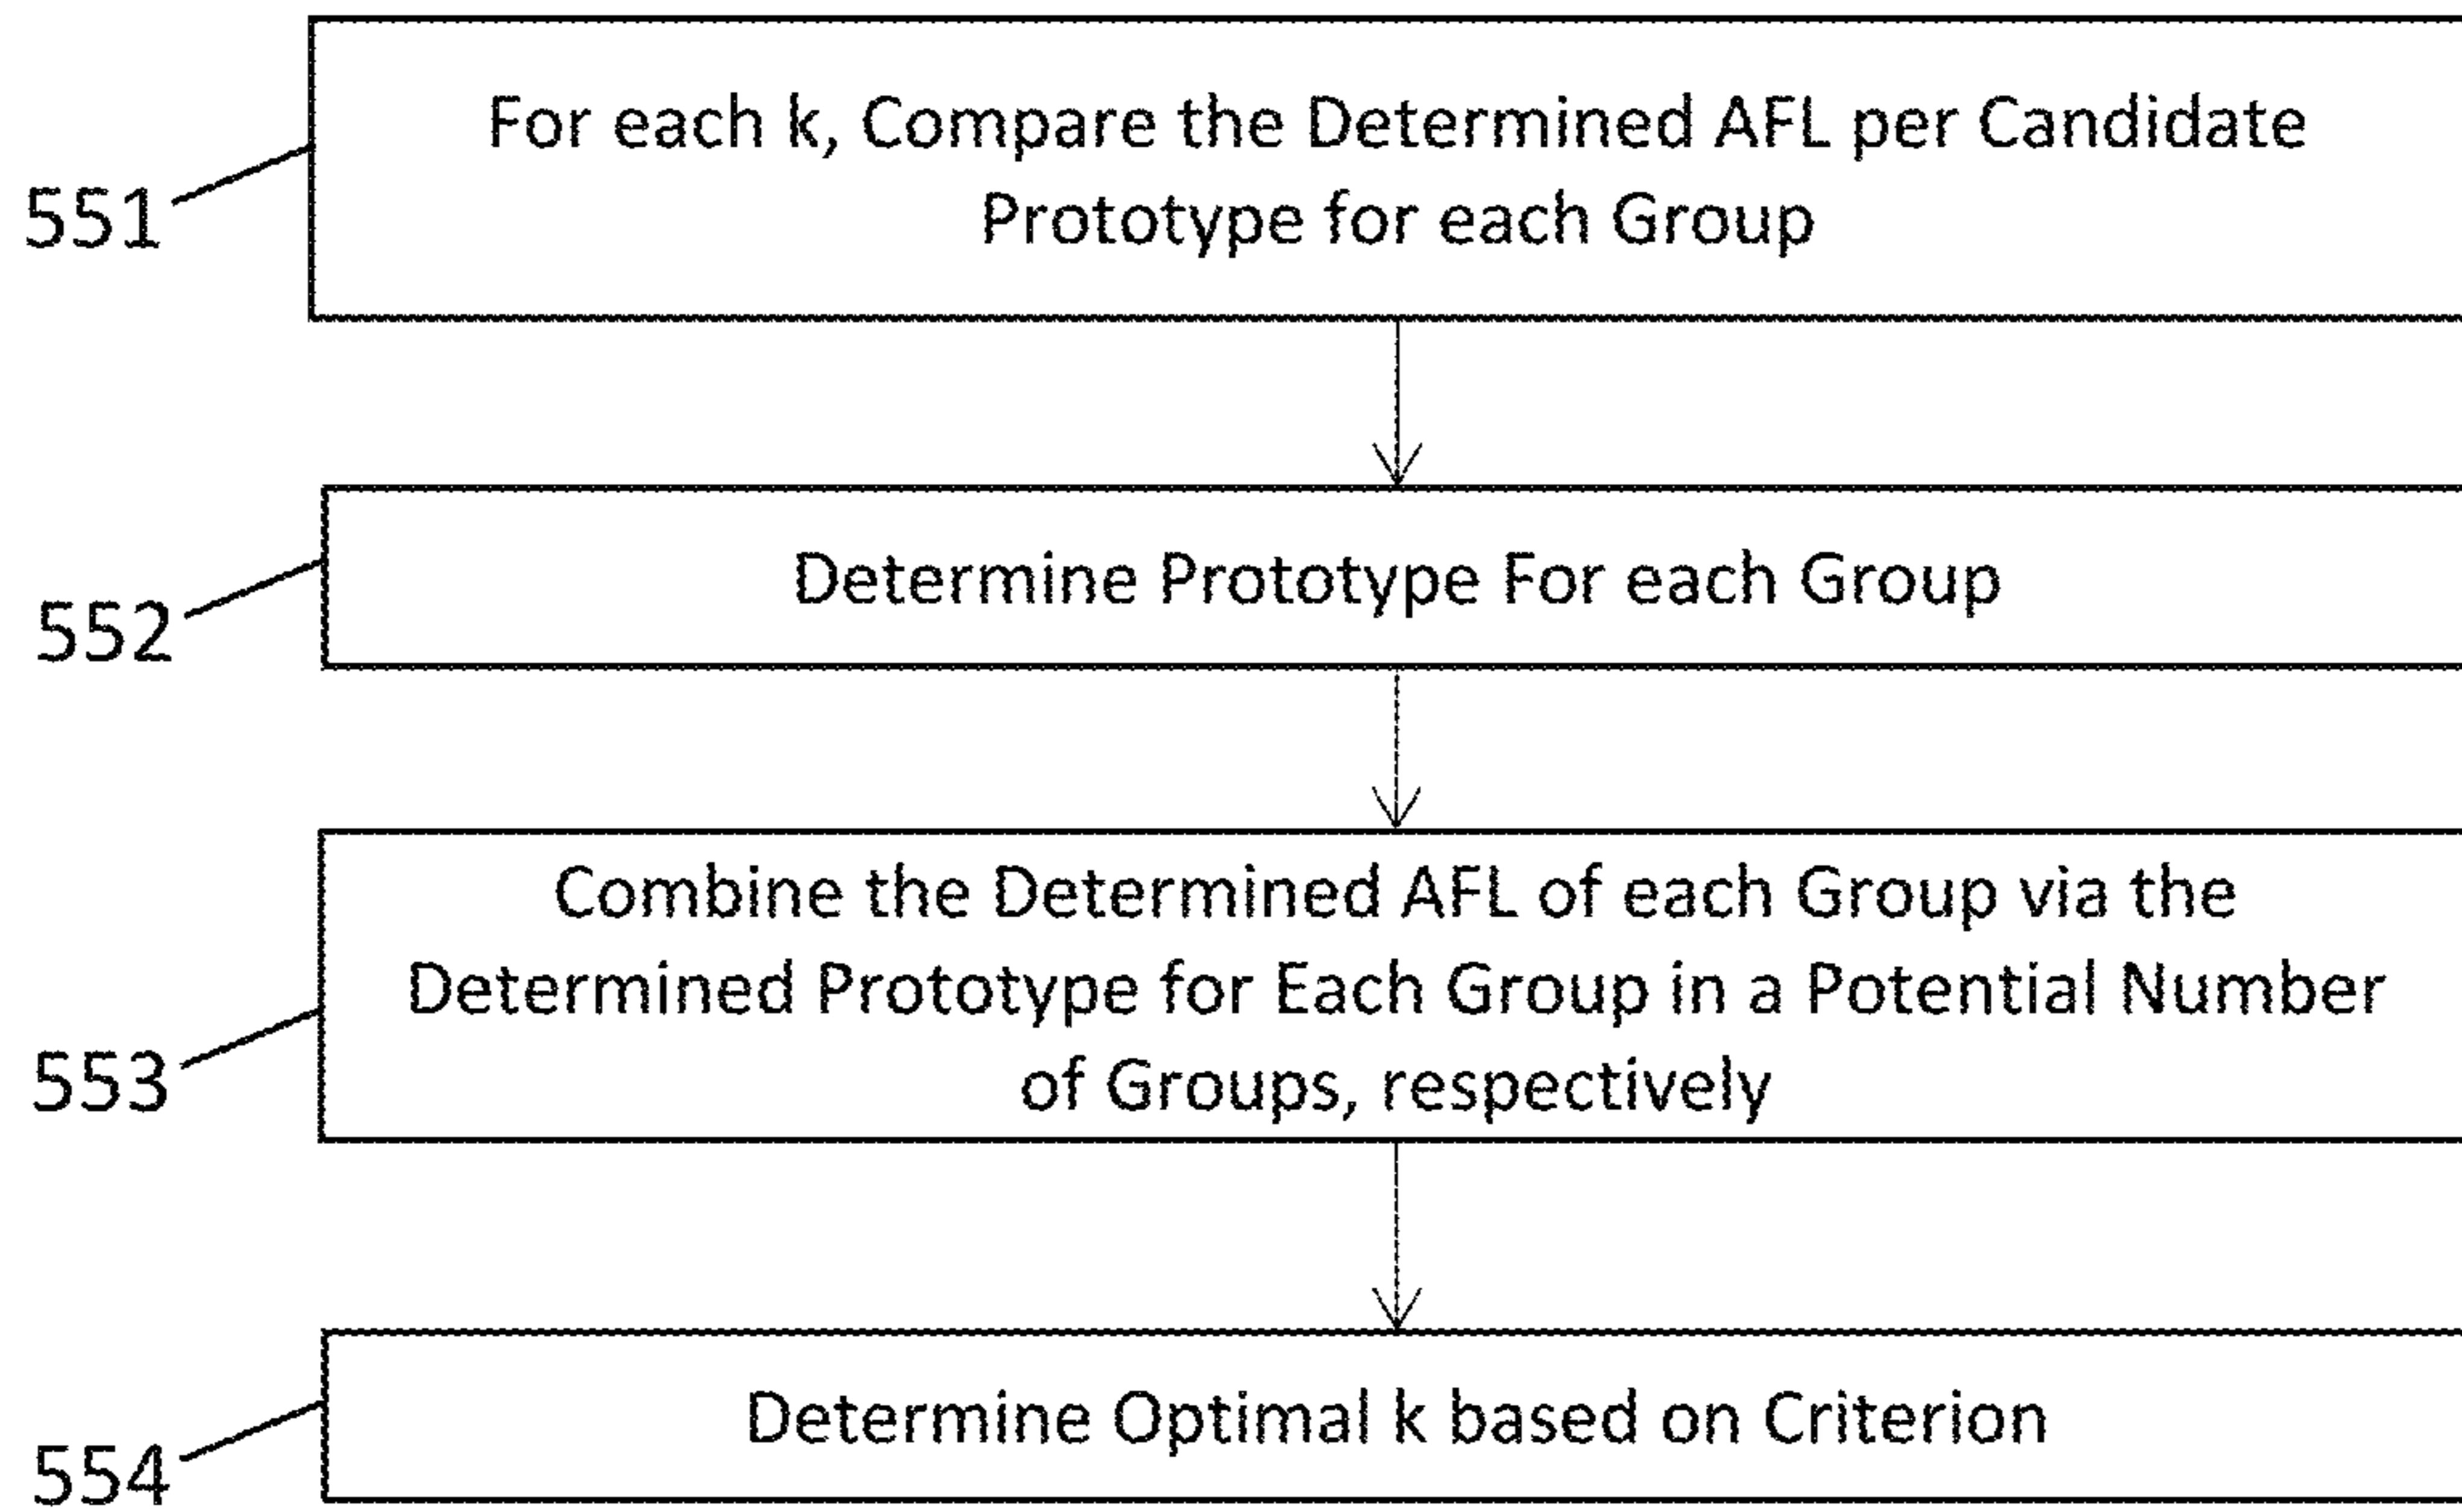 For each k, Compare the Determined AFL per Candidate
Prototype for each Group
551
Determine Prototype For each Group
552
Combine the Determined AFL of each Group via the
Determined Prototype for Each Group in a Potential Number
of Groups, respectively
553
Determine Optimal k based on Criterion
554